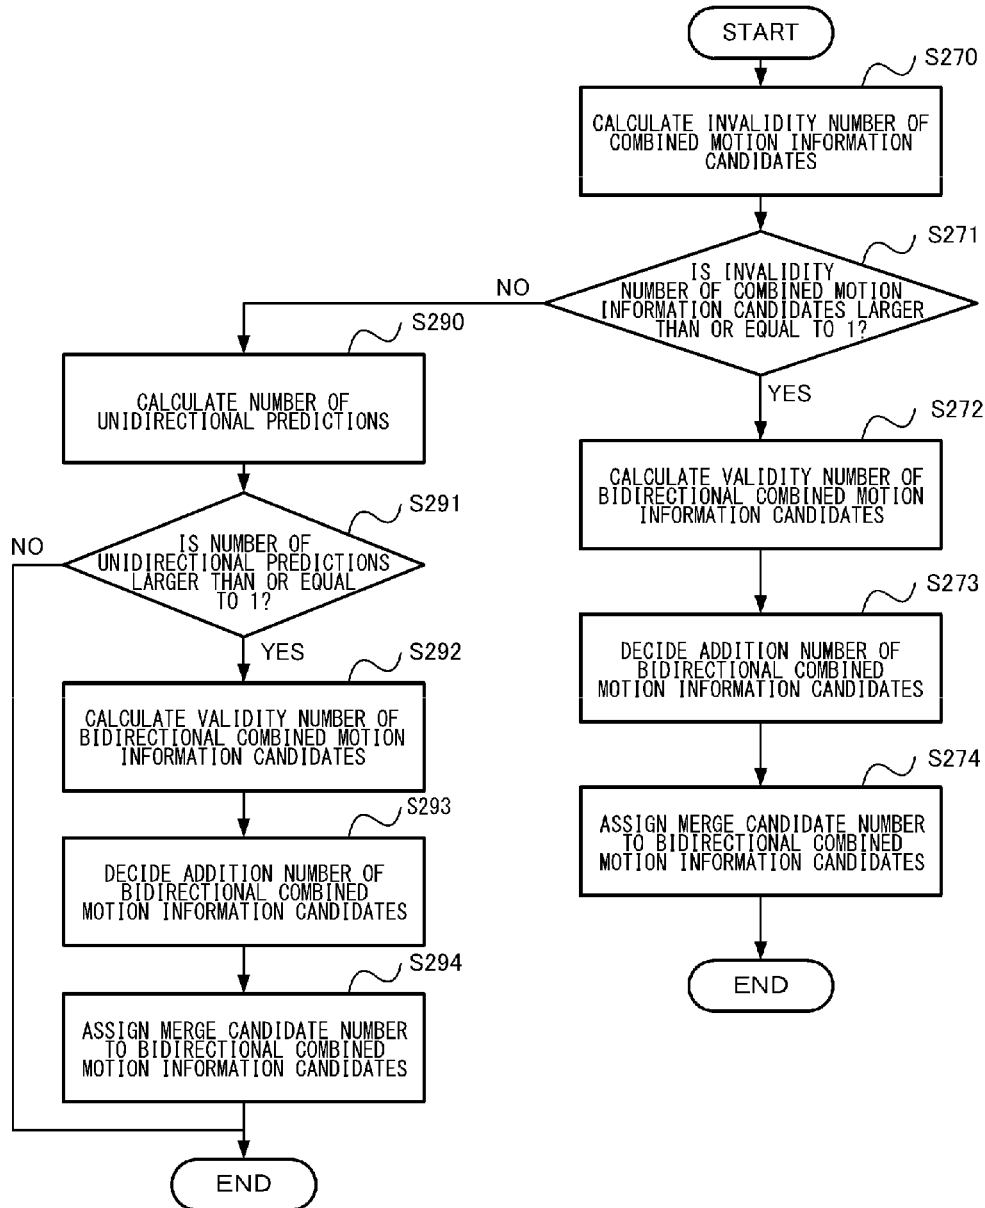 START
S270
CALCULATE INVALIDITY NUMBER OF
COMBINED MOTION INFORMATION
CANDIDATES
S271
IS INVALIDITY
NUMBER OF COMBINED MOTION
INFORMATION CANDIDATES LARGER
THAN OR EQUAL TO 1?
NO
YES
S272
CALCULATE VALIDITY NUMBER OF
BIDIRECTIONAL COMBINED MOTION
INFORMATION CANDIDATES
S273
DECIDE ADDITION NUMBER OF
BIDIRECTIONAL COMBINED
MOTION INFORMATION CANDIDATES
S274
ASSIGN MERGE CANDIDATE NUMBER
TO BIDIRECTIONAL COMBINED
MOTION INFORMATION CANDIDATES
END
S290
CALCULATE NUMBER OF
UNIDIRECTIONAL PREDICTIONS
S291
IS NUMBER OF
UNIDIRECTIONAL PREDICTIONS
LARGER THAN OR EQUAL
TO 1?
NO
YES
S292
CALCULATE VALIDITY NUMBER OF
BIDIRECTIONAL COMBINED MOTION
INFORMATION CANDIDATES
S293
DECIDE ADDITION NUMBER OF
BIDIRECTIONAL COMBINED
MOTION INFORMATION CANDIDATES
S294
ASSIGN MERGE CANDIDATE NUMBER
TO BIDIRECTIONAL COMBINED
MOTION INFORMATION CANDIDATES
END